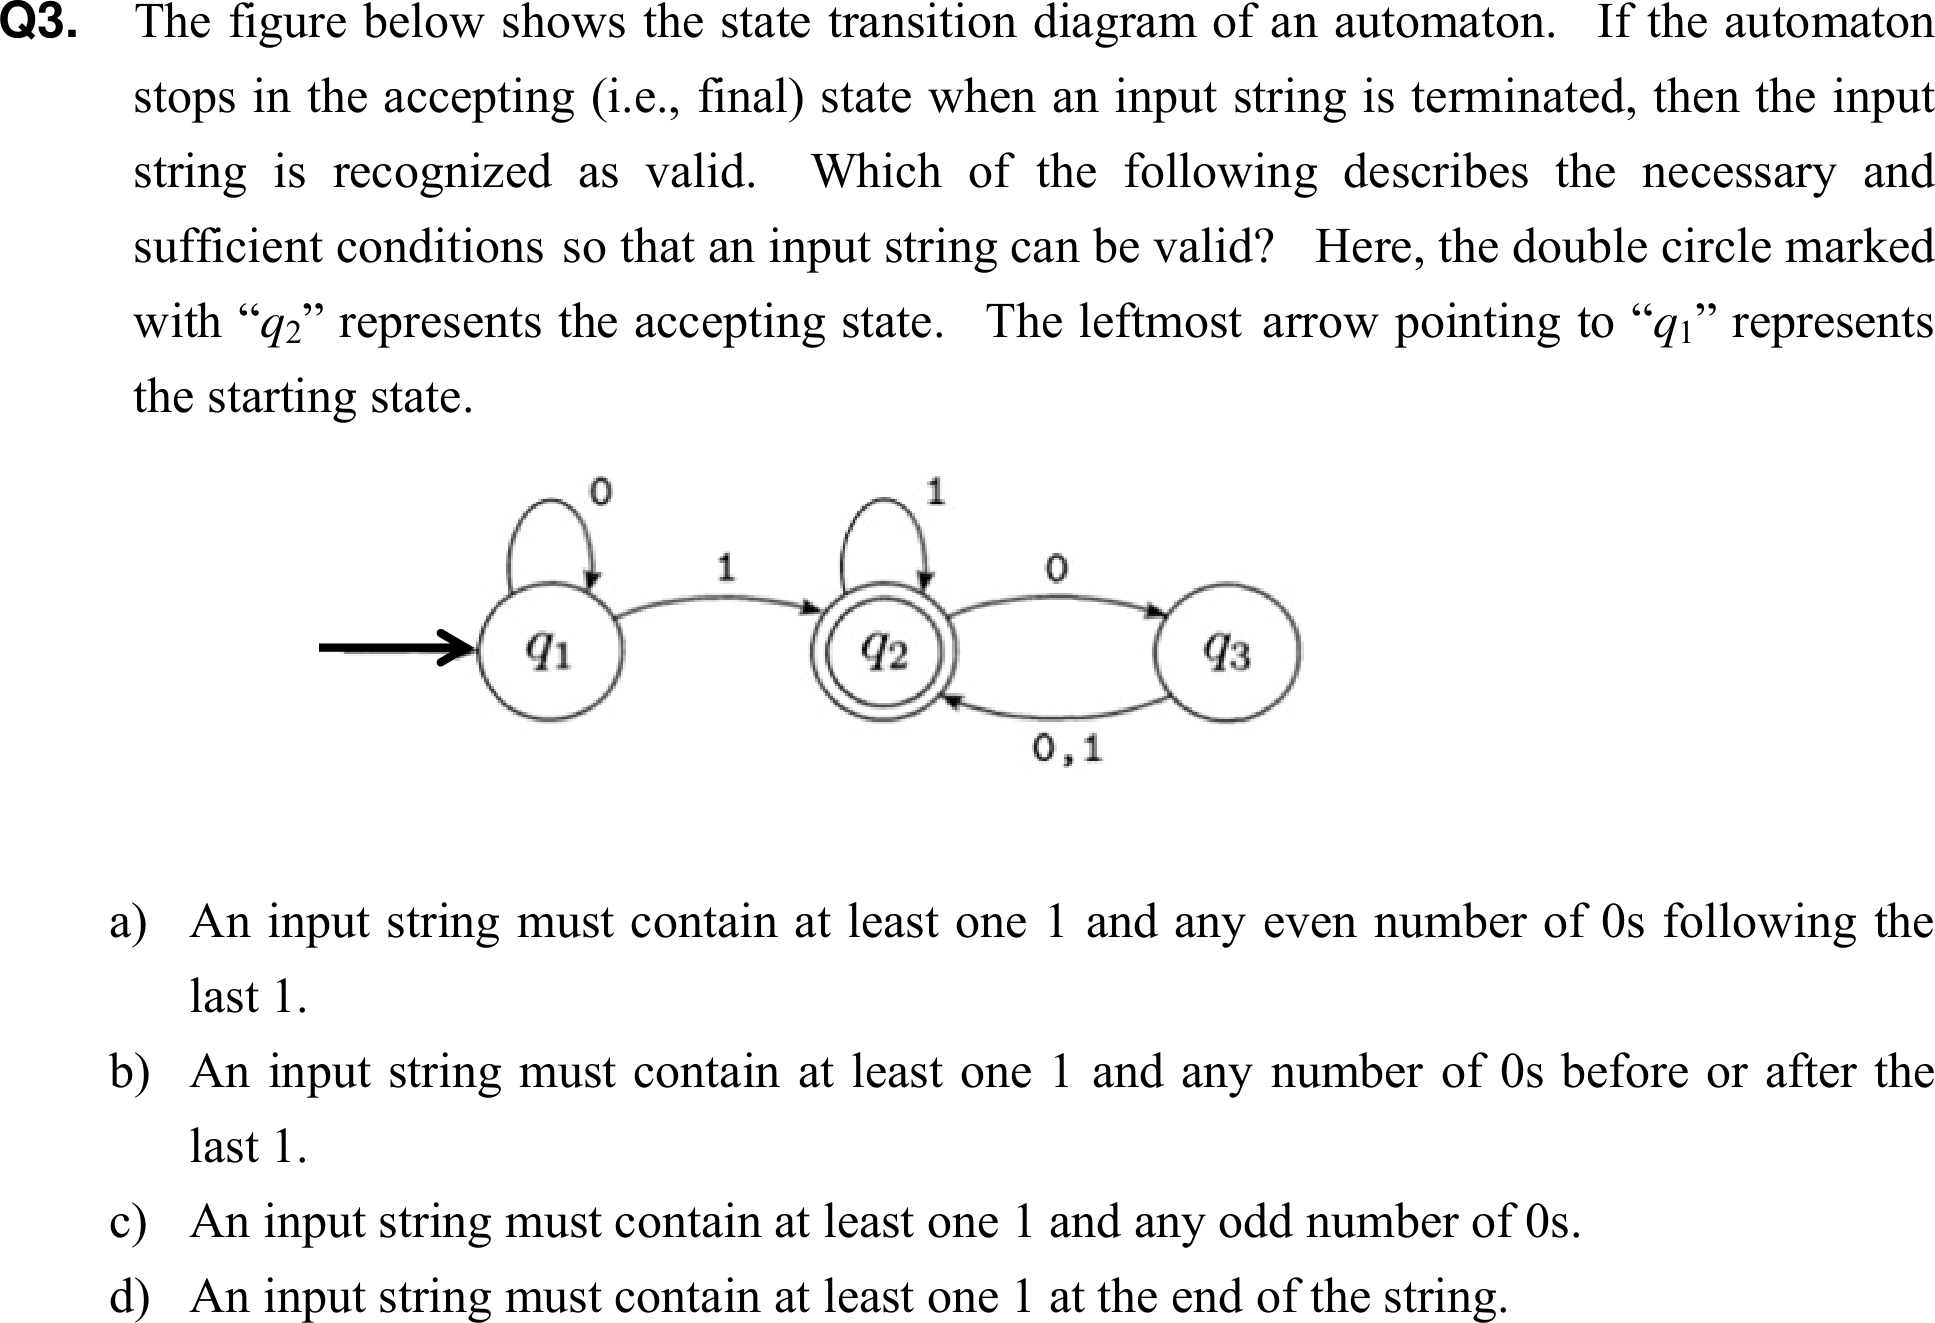 Q3. The figure below shows the state transition diagram of an automaton. If the automaton
stops in the accepting (i.e., final) state when an input string is terminated, then the input
string is recognized as valid. Which of the following describes the necessary and
sufficient conditions so that an input string can be valid? Here, the double circle marked
with “q2” represents the accepting state. The leftmost arrow pointing to “q1” represents
the starting state.
0
1
1
0
q1
q2
q3
0,1
a) An input string must contain at least one 1 and any even number of 0s following the
last 1.
b) An input string must contain at least one 1 and any number of 0s before or after the
last 1.
c) An input string must contain at least one 1 and any odd number of 0s.
d) An input string must contain at least one 1 at the end of the string.